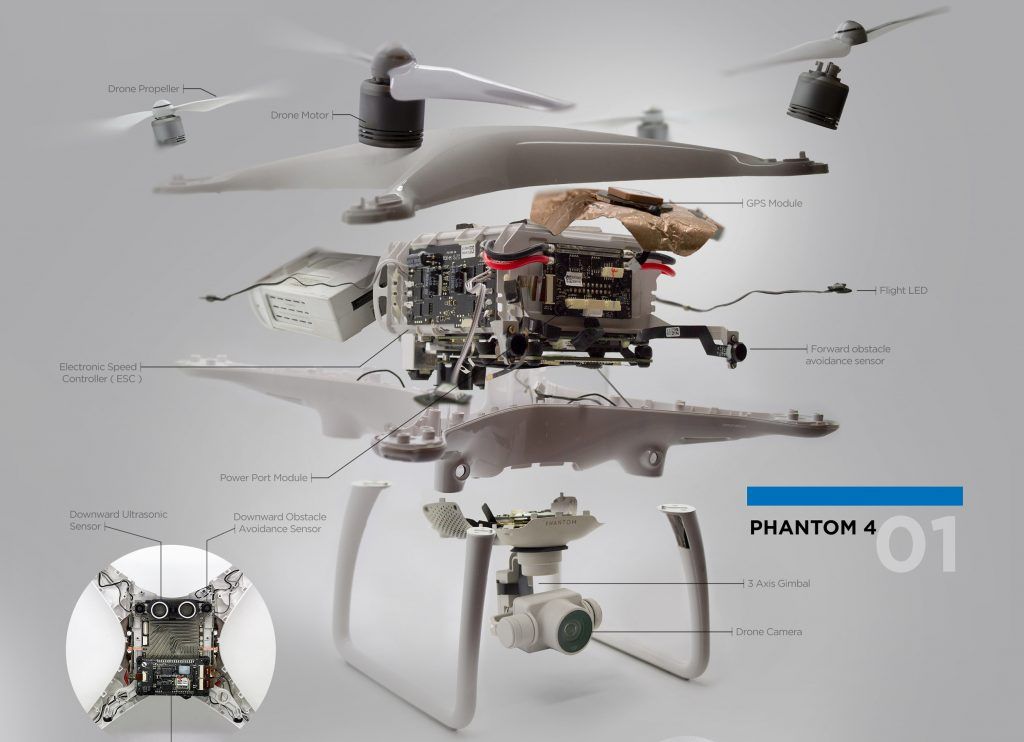 Drone Propeller
Drone Motor
GPS Module
Flight LED
Forward obstacle
avoidance sensor
Electronic Speed
Controller ( ESC )
Power Port Module
Downward Ultrasonic
Sensor
Downward Obstacle
Avoidance Sensor
PHANTOM 4
01
PHANTOM
3 Axis Gimbal
Drone Camera